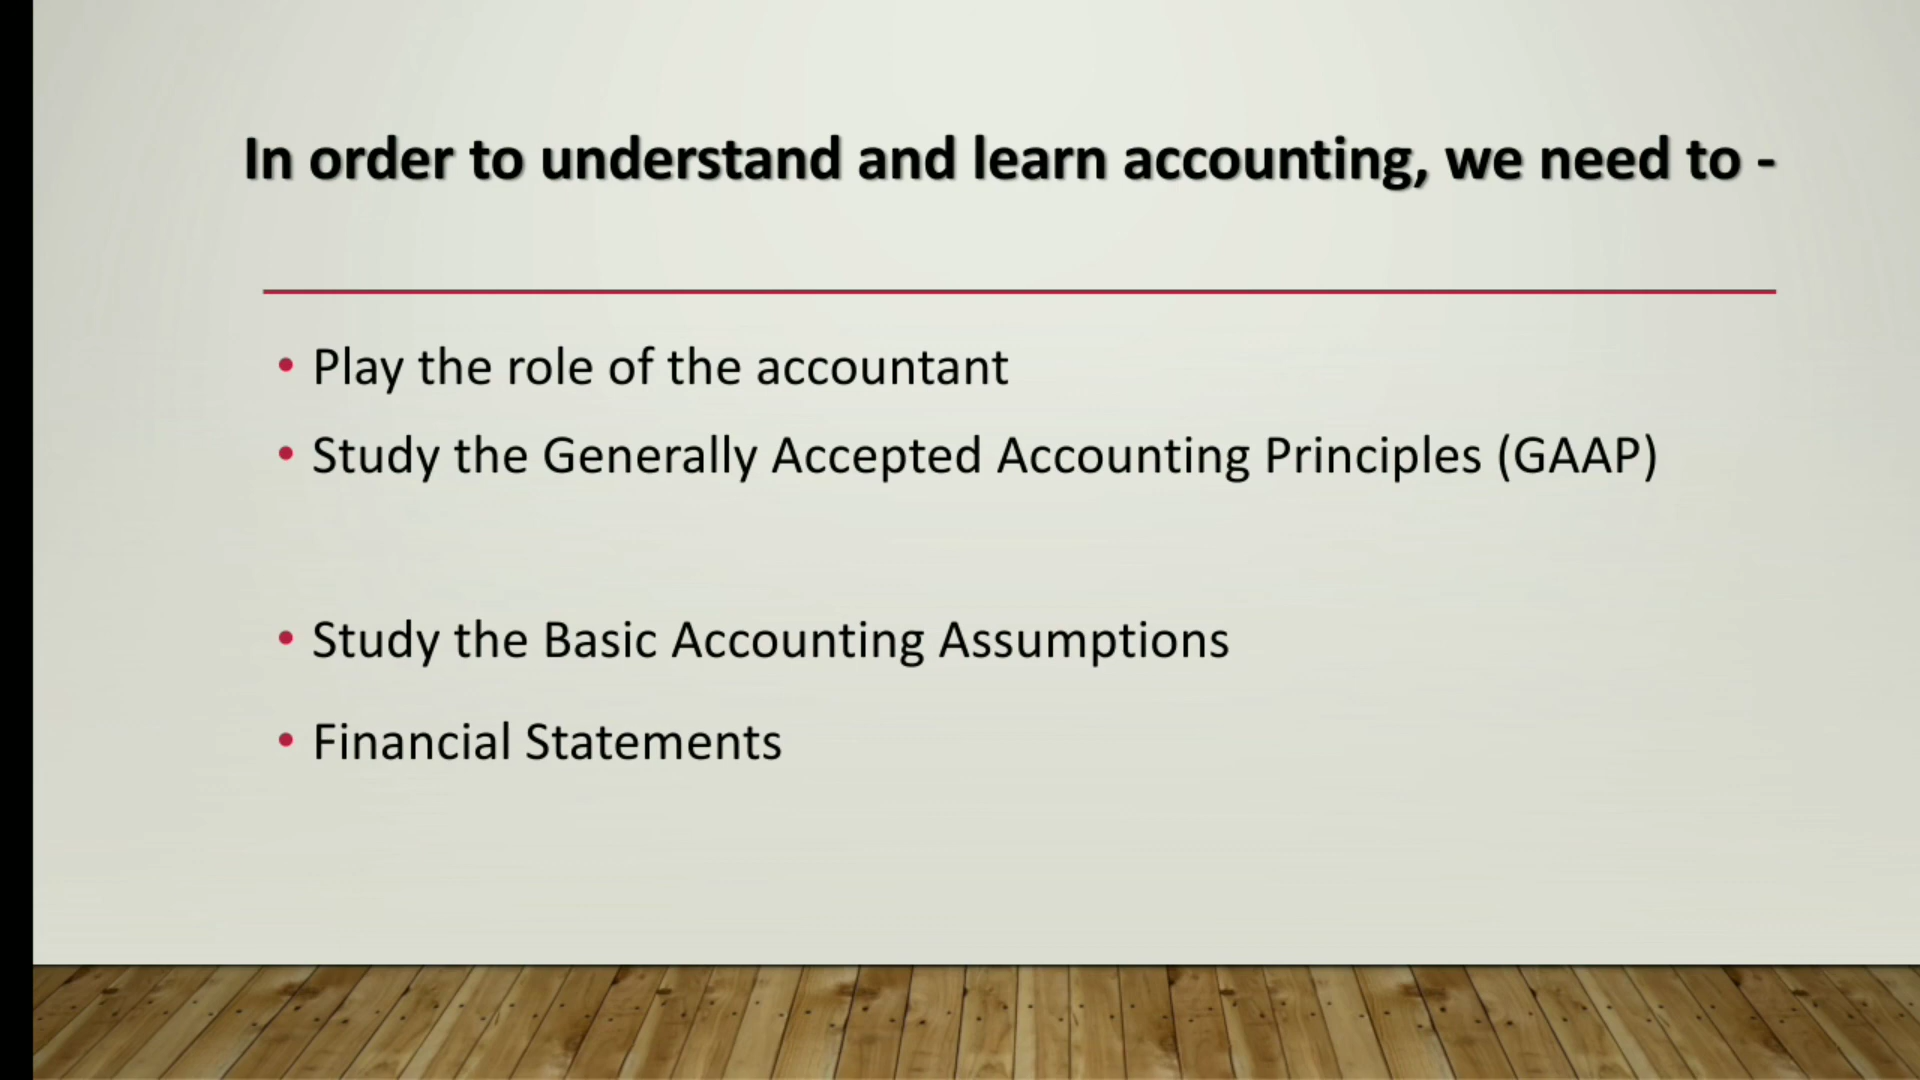 In order to understand and learn accounting, we need to -
• Play the role of the accountant
• Study the Generally Accepted Accounting Principles (GAAP)
• Study the Basic Accounting Assumptions
• Financial Statements